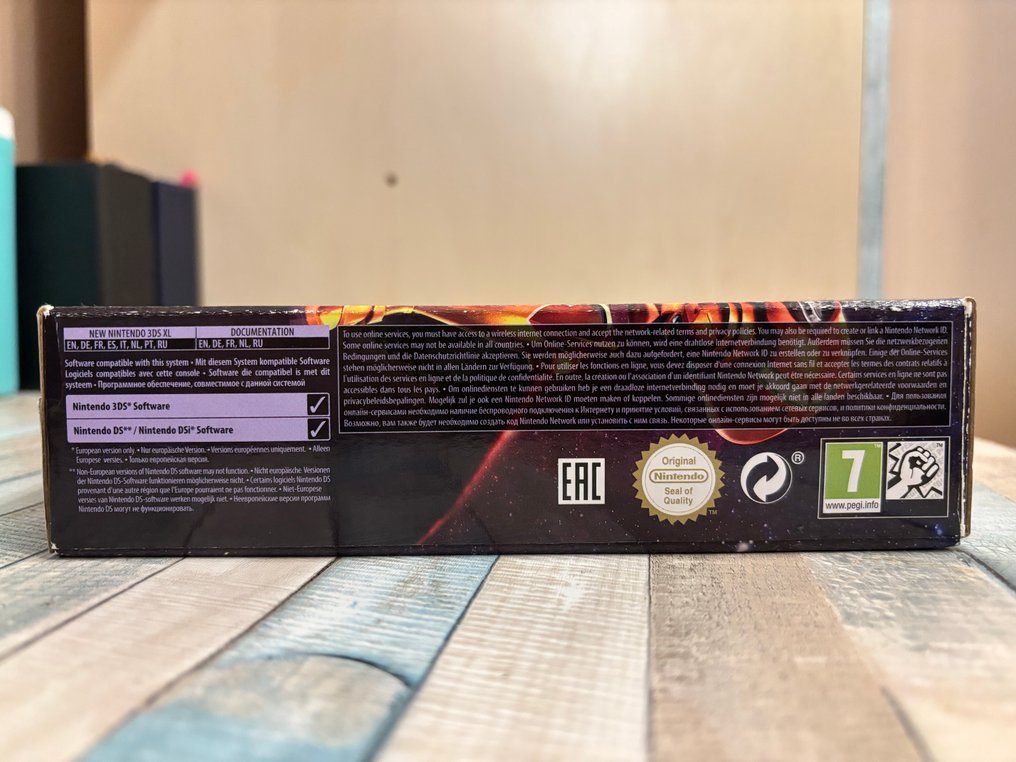 NEW NINTENDO 3DS XL
DOCUMENTATION
EN, DE, FR, ES, IT, NL, PT, RU
EN, DE, FR, NL, RU
Software compatible with this system • Mit diesem System kompatible Software
Logiciels compatibles avec cette console • Software die compatibel is met dit
systeem • Программное обеспечение, совместимое с данной системой
Nintendo 3DS* Software
Nintendo DS** / Nintendo DSi* Software
* European version only. • Nur europäische Version. • Versions européennes uniquement. • Alleen
Europese versies. • Только европейская версия.
** Non-European versions of Nintendo DS software may not function. • Nicht europäische Versionen
der Nintendo DS-Software funktionieren möglicherweise nicht. • Certains logiciels Nintendo DS
provenant d'une autre région que l'Europe pourraient ne pas fonctionner. • Niet-Europese
versies van Nintendo DS-software werken mogelijk niet. • Неевропейские версии программ
Nintendo DS могут не функционировать.
To use online services, you must have access to a wireless internet connection and accept the network-related terms and privacy policies. You may also be required to create or link a Nintendo Network ID.
Some online services may not be available in all countries. • Um Online-Services nutzen zu können, wird eine drahtlose Internetverbindung benötigt. Außerdem müssen Sie die netzwerkbezogenen
Bedingungen und die Datenschutzrichtlinie akzeptieren. Sie werden möglicherweise auch dazu aufgefordert, eine Nintendo Network ID zu erstellen oder zu verknüpfen. Einige der Online-Services
stehen möglicherweise nicht in allen Ländern zur Verfügung. • Pour utiliser les fonctions en ligne, vous devez disposer d'une connexion Internet sans fil et accepter les termes des contrats relatifs à
l'utilisation des services en ligne et la politique de confidentialité. En outre, la création ou l'association d'un identifiant Nintendo Network peut être nécessaire. Certains services en ligne ne sont pas
accessibles dans tous les pays. • Om onlinediensten te kunnen gebruiken heb je een draadloze internetverbinding nodig en moet je akkoord gaan met de netwerkgerelateerde voorwaarden en
privacybeleidsbepalingen. Mogelijk zul je ook een Nintendo Network ID moeten maken of koppelen. Sommige onlinediensten zijn mogelijk niet in alle landen beschikbaar. • Для пользования
онлайн-сервисами необходимо наличие беспроводного подключения к Интернету и принятие условий, связанных с использованием сетевых сервисов, и политики конфиденциальности.
Возможно, вам также будет необходимо создать код Nintendo Network или установить с ним связь. Некоторые онлайн-сервисы могут быть доступны не во всех странах.
EAC
Original
Nintendo
Seal of
Quality
TM
®
7
www.pegi.info